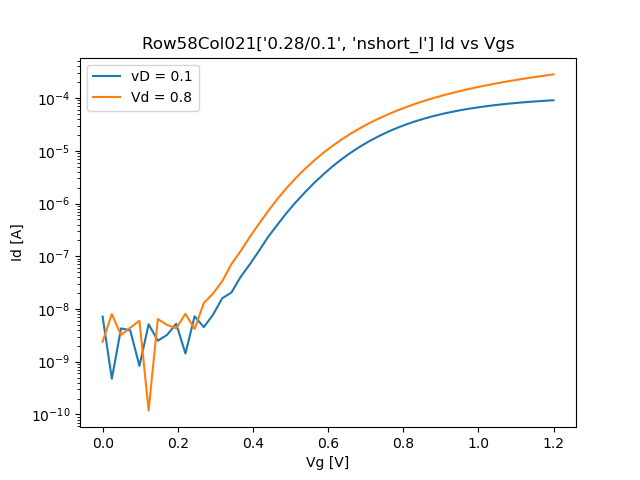 Row58Col021['0.28/0.1', 'nshort_l'] Id vs Vgs
vD = 0.1
Vd = 0.8
Id [A]
10⁻⁴
10⁻⁵
10⁻⁶
10⁻⁷
10⁻⁸
10⁻⁹
10⁻¹⁰
0.0 0.2 0.4 0.6 0.8 1.0 1.2
Vg [V]